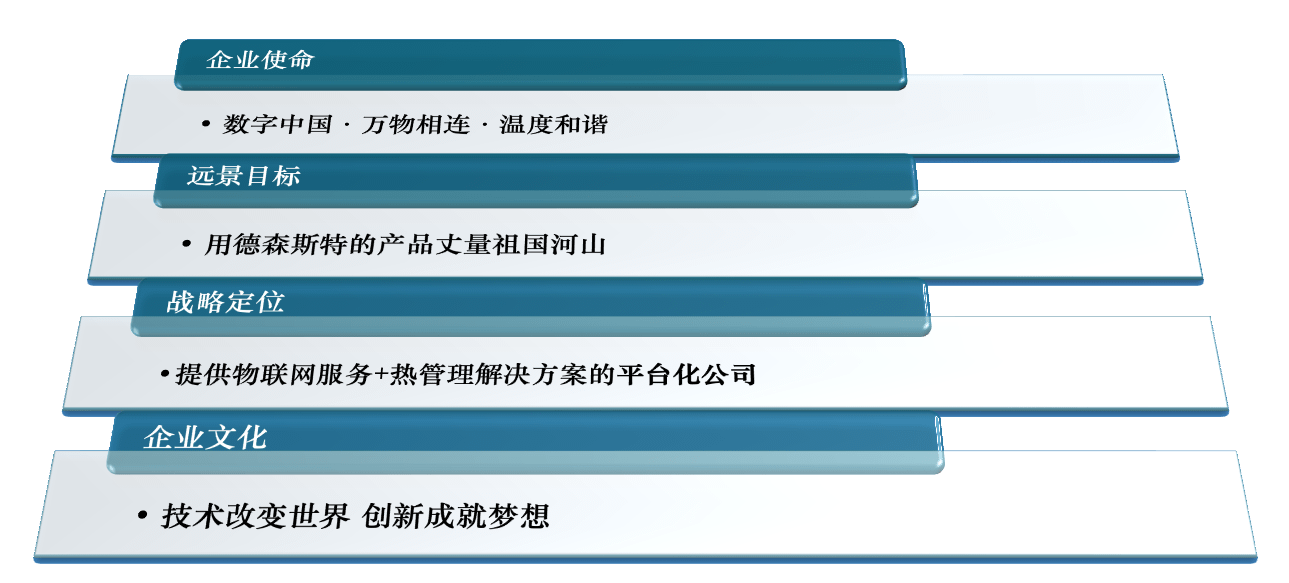 企业使命
• 数字中国 · 万物相连 · 温度和谐
远景目标
• 用德森斯特的产品丈量祖国河山
战略定位
•提供物联网服务+热管理解决方案的平台化公司
企业文化
• 技术改变世界 创新成就梦想